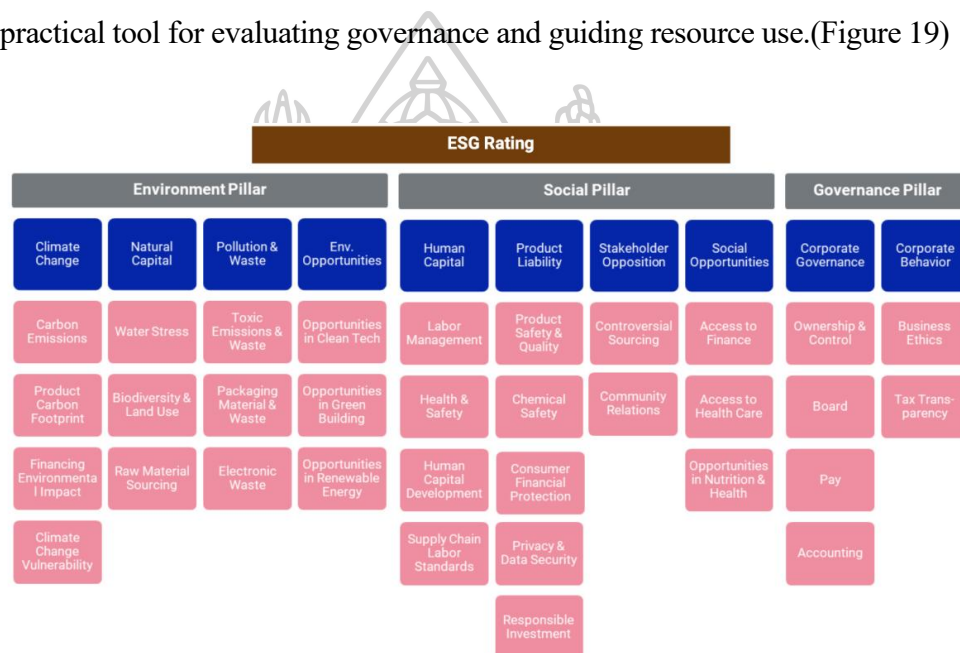 practical tool for evaluating governance and guiding resource use.(Figure 19)
ESG Rating
Environment Pillar
Social Pillar
Governance Pillar
Climate
Change
Natural
Capital
Pollution &
Waste
Env.
Opportunities
Human
Capital
Product
Liability
Stakeholder
Opposition
Social
Opportunities
Corporate
Governance
Corporate
Behavior
Carbon
Emissions
Water Stress
Toxic
Emissions &
Waste
Opportunities
in Clean Tech
Labor
Management
Product
Safety &
Quality
Controversial
Sourcing
Access to
Finance
Ownership &
Control
Business
Ethics
Product
Carbon
Footprint
Biodiversity &
Land Use
Packaging
Material &
Waste
Opportunities
in Green
Building
Health &
Safety
Chemical
Safety
Community
Relations
Access to
Health Care
Board
Tax Trans-
parency
Financing
Environmenta
l Impact
Raw Material
Sourcing
Electronic
Waste
Opportunities
in Renewable
Energy
Human
Capital
Development
Consumer
Financial
Protection
Opportunities
in Nutrition &
Health
Pay
Climate
Change
Vulnerability
Supply Chain
Labor
Standards
Privacy &
Data Security
Accounting
Responsible
Investment